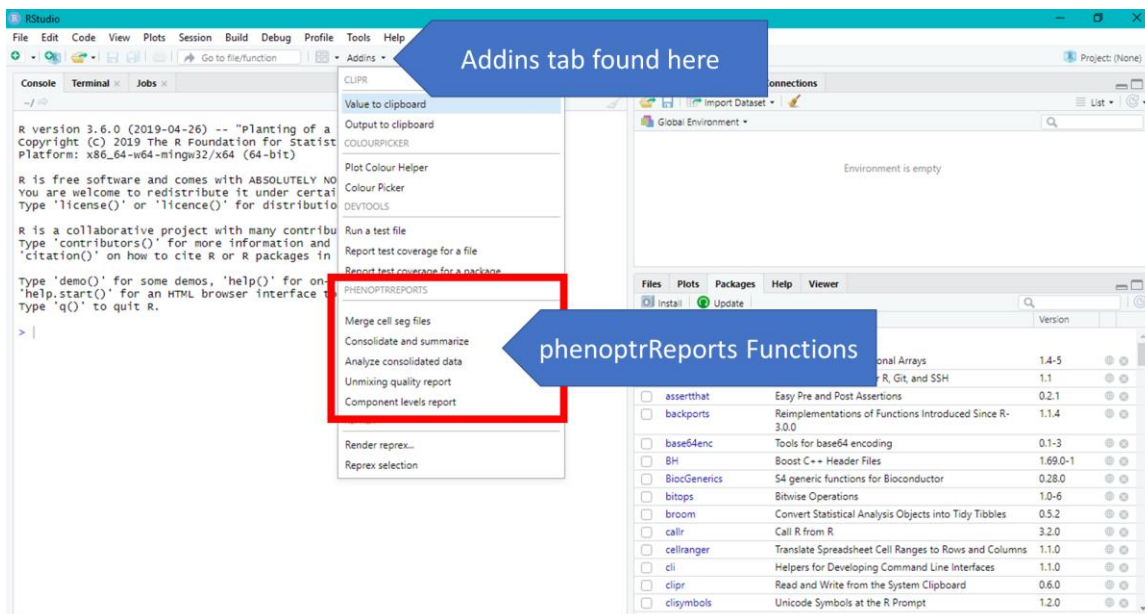 RStudio
File Edit Code View Plots Session Build Debug Profile Tools Help
Go to file/function Addins
Project: (None)
Addins tab found here
Console Terminal Jobs
~/
R version 3.6.0 (2019-04-26) -- "Planting of a
Copyright (C) 2019 The R Foundation for Statist
Platform: x86_64-w64-mingw32/x64 (64-bit)
R is free software and comes with ABSOLUTELY NO
You are welcome to redistribute it under certai
Type 'license()' or 'licence()' for distributio
R is a collaborative project with many contribu
Type 'contributors()' for more information and
'citation()' on how to cite R or R packages in
Type 'demo()' for some demos, 'help()' for on-
'help.start()' for an HTML browser interface t
Type 'q()' to quit R.
>
CLIPR
Value to clipboard
Output to clipboard
COLOURPICKER
Plot Colour Helper
Colour Picker
DEVTOOLS
Run a test file
Report test coverage for a file
Report test coverage for a package
PHENOPTRREPORTS
Merge cell seg files
Consolidate and summarize
Analyze consolidated data
Unmixing quality report
Component levels report
Render reprex...
Reprex selection
phenoptrReports Functions
Connections
Import Dataset List
Global Environment
Environment is empty
Files Plots Packages Help Viewer
Install Update
Version
onal Arrays 1.4-5
R, Git, and SSH 1.1
assertthat Easy Pre and Post Assertions 0.2.1
backports Reimplementations of Functions Introduced Since R- 1.1.4
3.0.0
base64enc Tools for base64 encoding 0.1-3
BH Boost C++ Header Files 1.69.0-1
BiocGenerics S4 generic functions for Bioconductor 0.28.0
bitops Bitwise Operations 1.0-6
broom Convert Statistical Analysis Objects into Tidy Tibbles 0.5.2
callr Call R from R 3.2.0
cellranger Translate Spreadsheet Cell Ranges to Rows and Columns 1.1.0
cli Helpers for Developing Command Line Interfaces 1.1.0
clipr Read and Write from the System Clipboard 0.6.0
clisymbols Unicode Symbols at the R Prompt 1.2.0